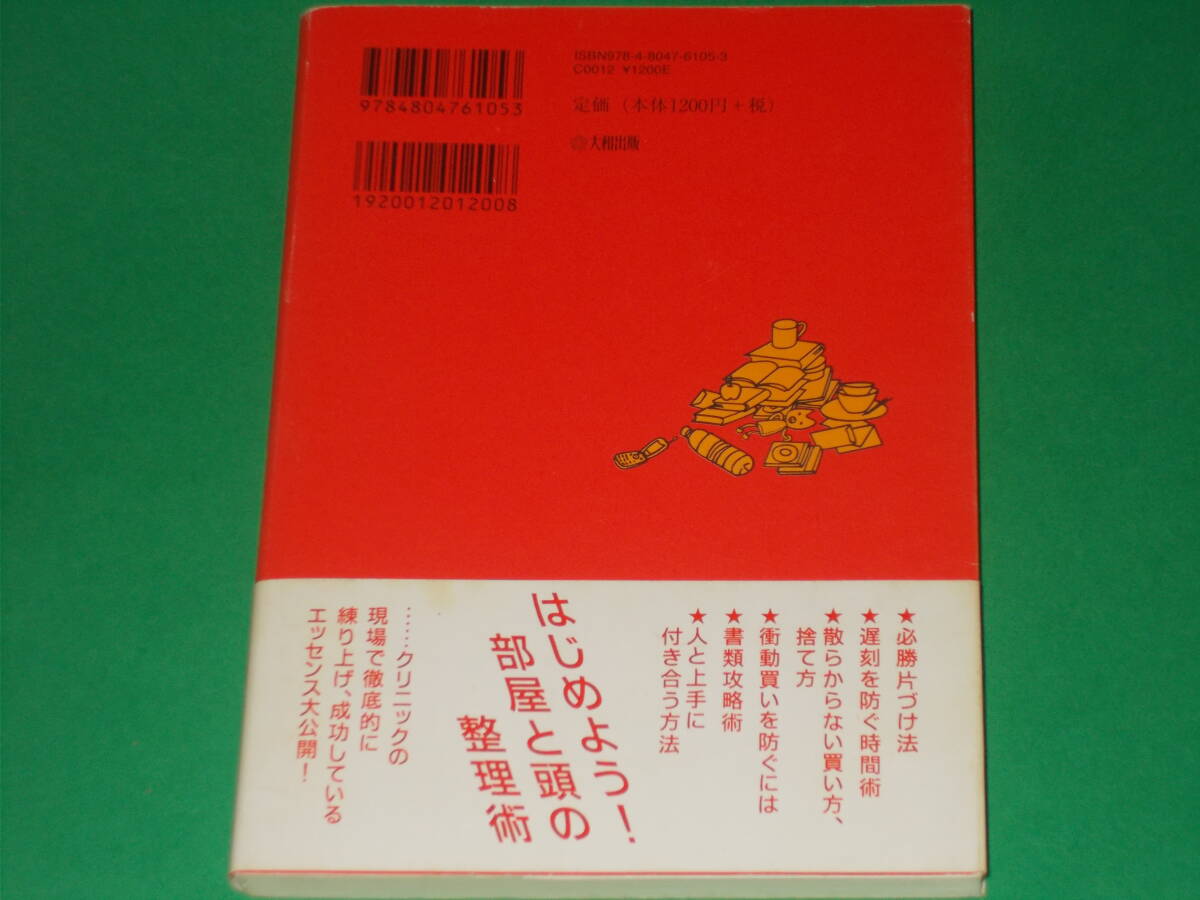 ISBN978-4-8047-6105-3
C0012 ¥1200E
9784804761053
定価（本体1200円＋税）
大和出版
1920012012008
★必勝片づけ法
★遅刻を防ぐ時間術
★散らからない買い方、
捨て方
★衝動買いを防ぐには
★書類攻略術
★人と上手に
付き合う方法
はじめよう！
部屋と頭の
整理術
……クリニックの
現場で徹底的に
練り上げ、成功している
エッセンス大公開！